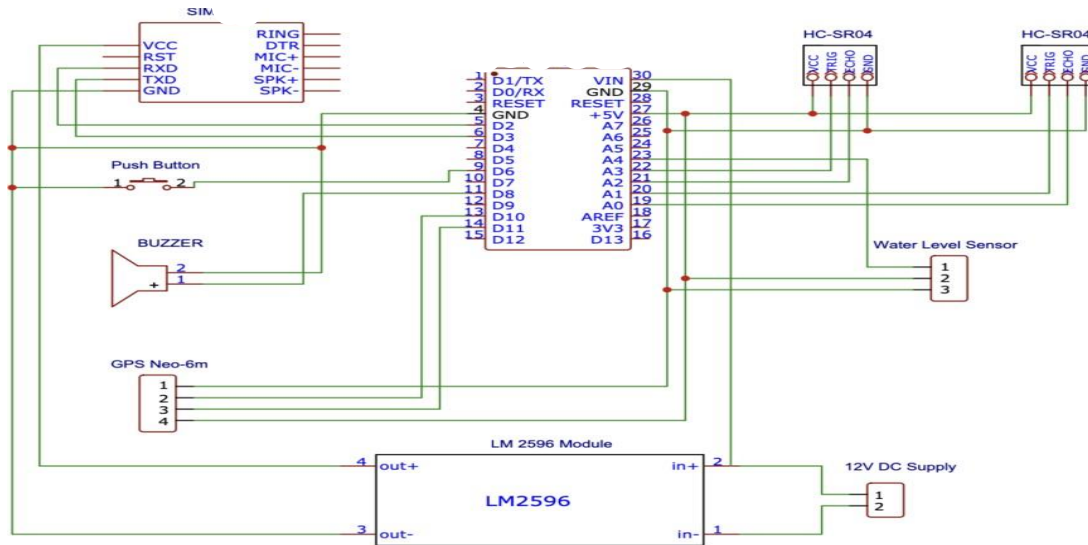 SIM
RING
VCC DTR
RST MIC+
RXD MIC-
TXD SPK+
GND SPK-
HC-SR04 HC-SR04
VCC TRIG ECHO GND VCC TRIG ECHO GND
1 D1/TX VIN 30
2 D0/RX GND 29
3 RESET RESET 28
4 GND +5V 27
5 D2 A7 26
6 D3 A6 25
7 D4 A5 24
8 D5 A4 23
9 D6 A3 22
10 D7 A2 21
11 D8 A1 20
12 D9 A0 19
13 D10 AREF 18
14 D11 3V3 17
15 D12 D13 16
Push Button
1 2
BUZZER
2
1
+
Water Level Sensor
1
2
3
GPS Neo-6m
1
2
3
4
LM 2596 Module
4 out+ in+ 2
LM2596
3 out- in- 1
12V DC Supply
1
2